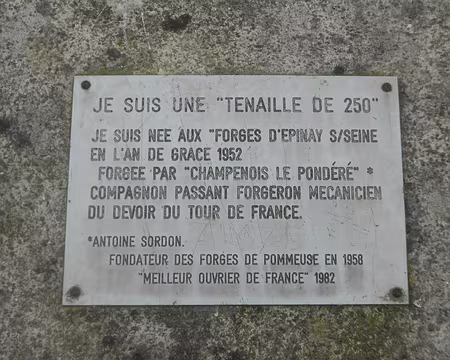 JE SUIS UNE "TENAILLE DE 250"
JE SUIS NEE AUX "FORGES D'EPINAY S/SEINE
EN L'AN DE GRACE 1952
FORGEE PAR "CHAMPENOIS LE PONDÉRÉ" *
COMPAGNON PASSANT FORGERON MECANICIEN
DU DEVOIR DU TOUR DE FRANCE.
*ANTOINE SORDON.
FONDATEUR DES FORGES DE POMMEUSE EN 1958
"MEILLEUR OUVRIER DE FRANCE" 1982